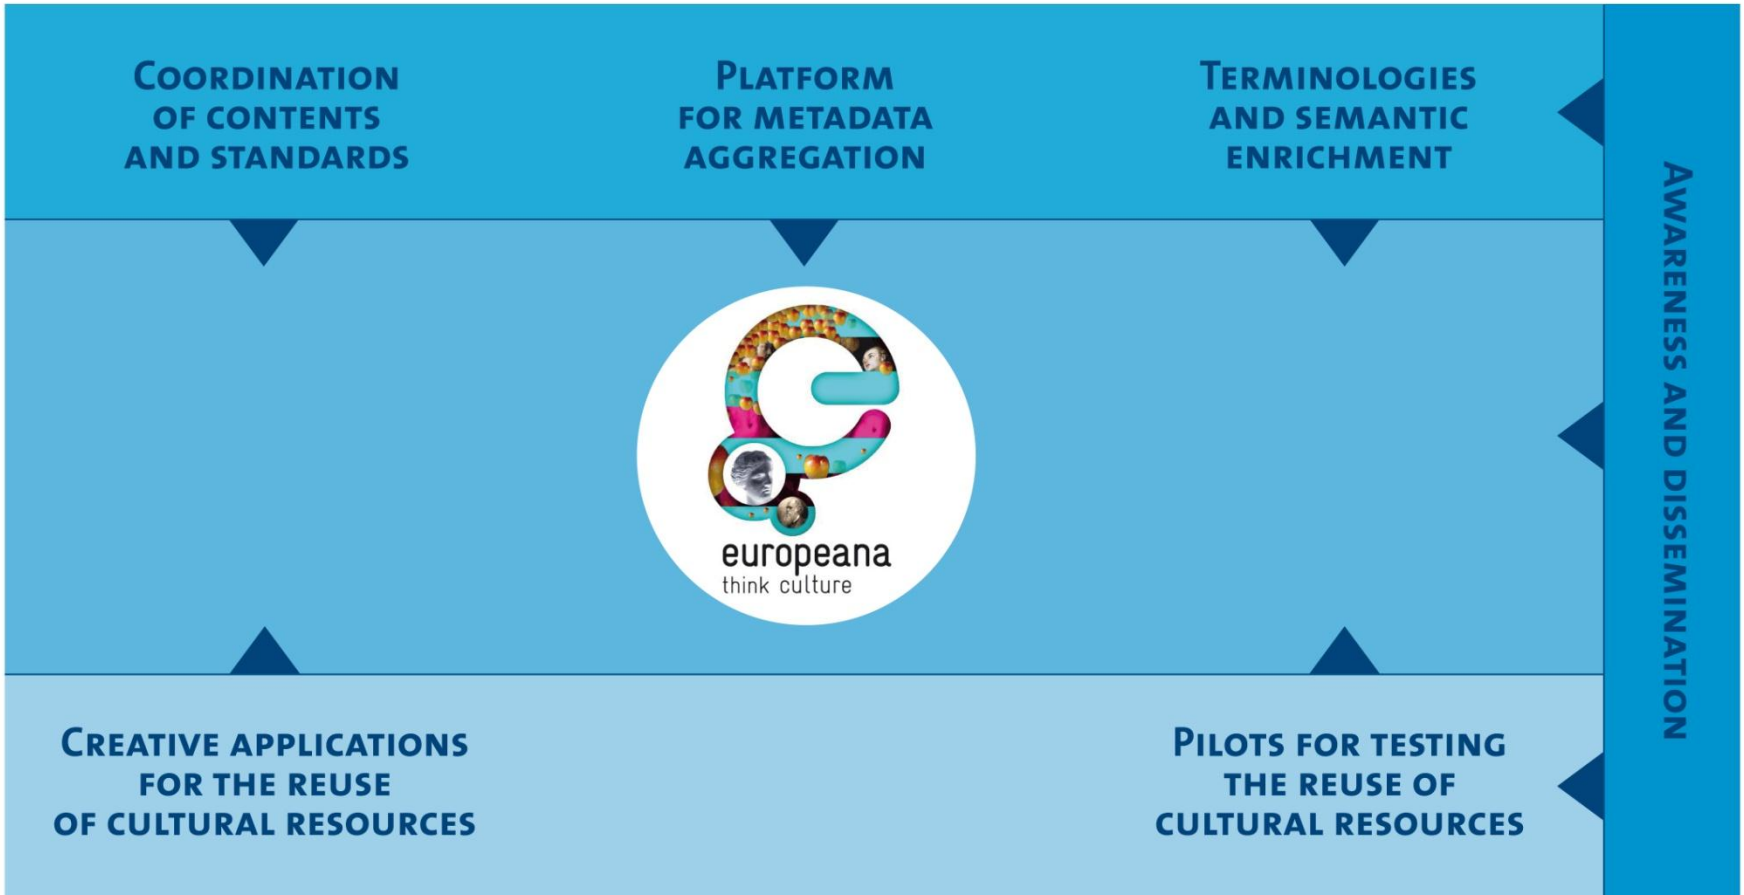 COORDINATION
OF CONTENTS
AND STANDARDS
PLATFORM
FOR METADATA
AGGREGATION
TERMINOLOGIES
AND SEMANTIC
ENRICHMENT
AWARENESS AND DISSEMINATION
europeana
think culture
CREATIVE APPLICATIONS
FOR THE REUSE
OF CULTURAL RESOURCES
PILOTS FOR TESTING
THE REUSE OF
CULTURAL RESOURCES